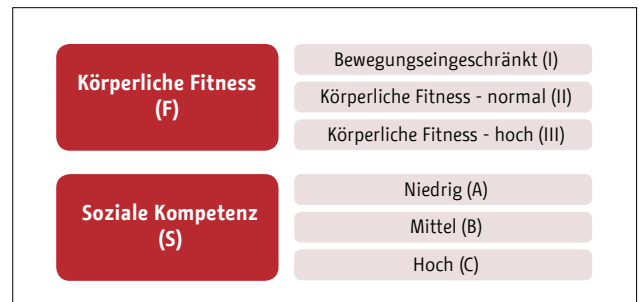 Körperliche Fitness
(F)
Bewegungseingeschränkt (I)
Körperliche Fitness - normal (II)
Körperliche Fitness - hoch (III)
Soziale Kompetenz
(S)
Niedrig (A)
Mittel (B)
Hoch (C)